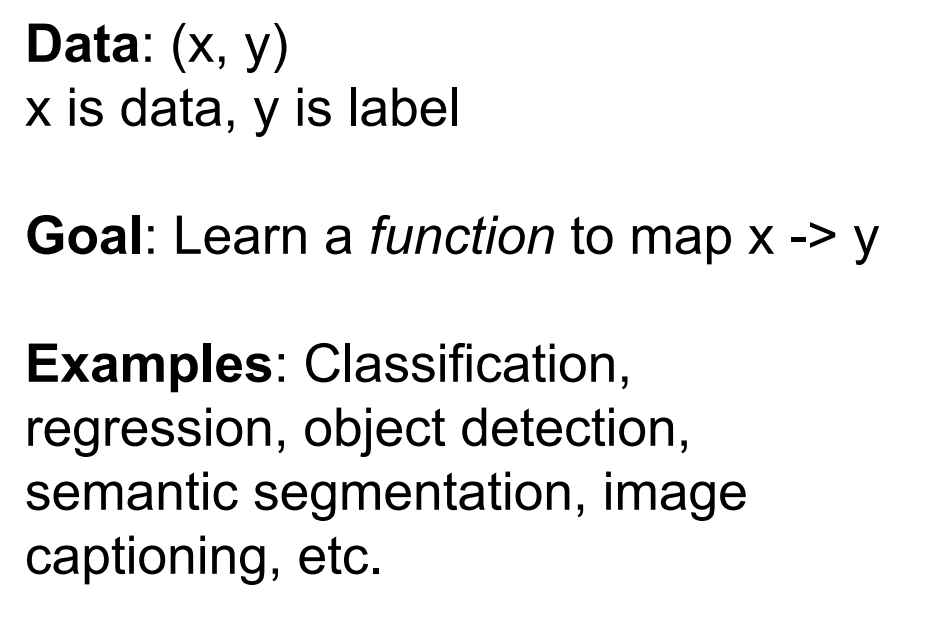 Data: (x, y)
x is data, y is label
Goal: Learn a function to map x -> y
Examples: Classification,
regression, object detection,
semantic segmentation, image
captioning, etc.